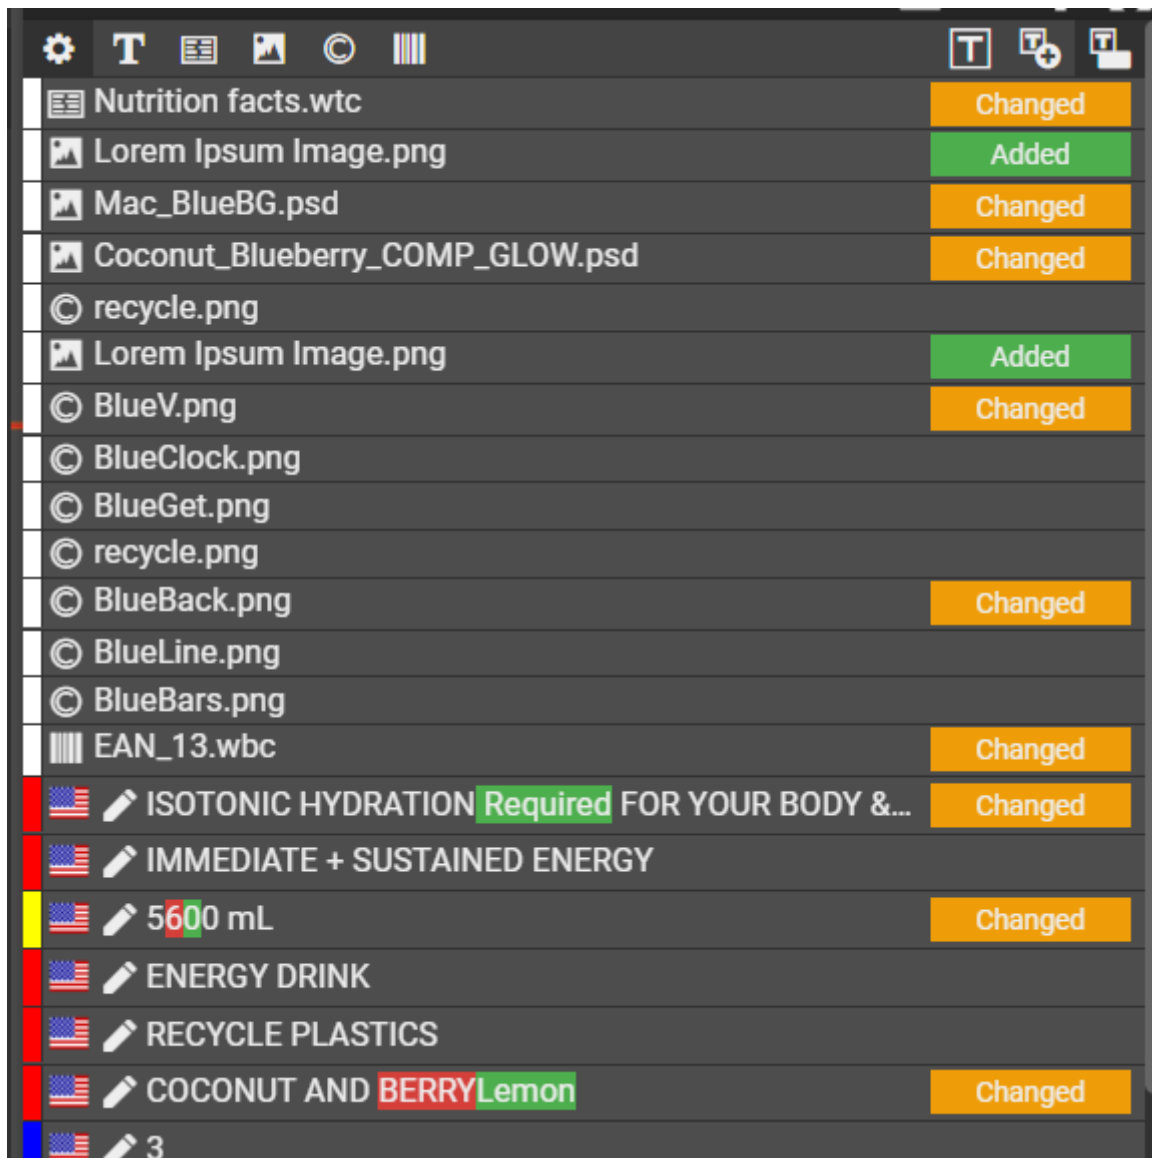 Nutrition facts.wtc Changed
Lorem Ipsum Image.png Added
Mac_BlueBG.psd Changed
Coconut_Blueberry_COMP_GLOW.psd Changed
recycle.png
Lorem Ipsum Image.png Added
BlueV.png Changed
BlueClock.png
BlueGet.png
recycle.png
BlueBack.png Changed
BlueLine.png
BlueBars.png
EAN_13.wbc Changed
ISOTONIC HYDRATION Required FOR YOUR BODY &... Changed
IMMEDIATE + SUSTAINED ENERGY
5600 mL Changed
ENERGY DRINK
RECYCLE PLASTICS
COCONUT AND BERRYLemon Changed
3